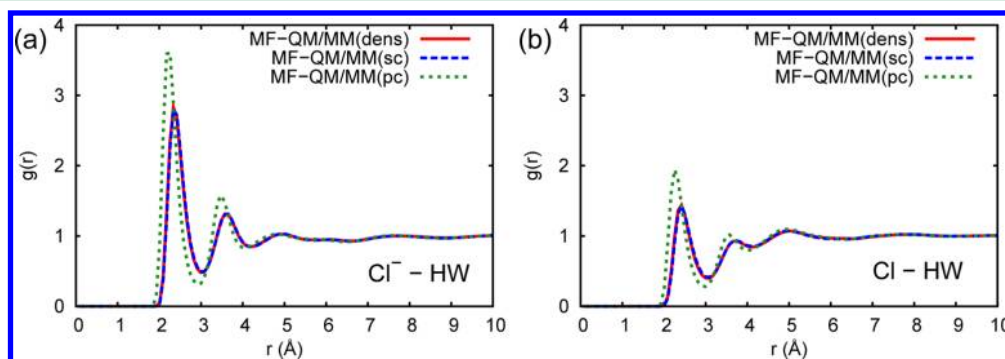 (a)
MF-QM/MM(dens)
MF-QM/MM(sc)
MF-QM/MM(pc)
4
3
2
1
0
g(r)
Cl⁻ – HW
0 1 2 3 4 5 6 7 8 9 10
r (Å)
(b)
MF-QM/MM(dens)
MF-QM/MM(sc)
MF-QM/MM(pc)
4
3
2
1
0
g(r)
Cl – HW
0 1 2 3 4 5 6 7 8 9 10
r (Å)